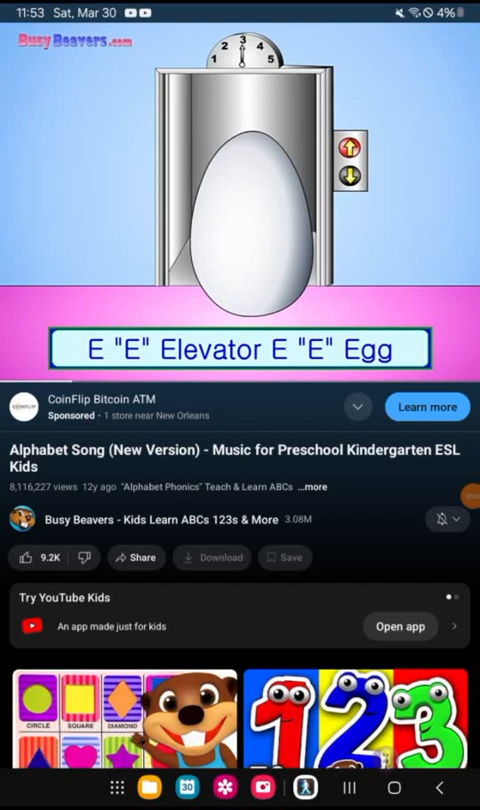 11:53 Sat, Mar 30 4%
BusyBeavers.com
1 2 3 4 5
E "E" Elevator E "E" Egg
CoinFlip Bitcoin ATM
Sponsored • 1 store near New Orleans
Learn more
Alphabet Song (New Version) - Music for Preschool Kindergarten ESL
Kids
8,116,227 views 12y ago "Alphabet Phonics" Teach & Learn ABCs ...more
Busy Beavers - Kids Learn ABCs 123s & More 3.08M
9.2K Share Download Save
Try YouTube Kids
An app made just for kids Open app
CIRCLE SQUARE DIAMOND
1 2 3
30